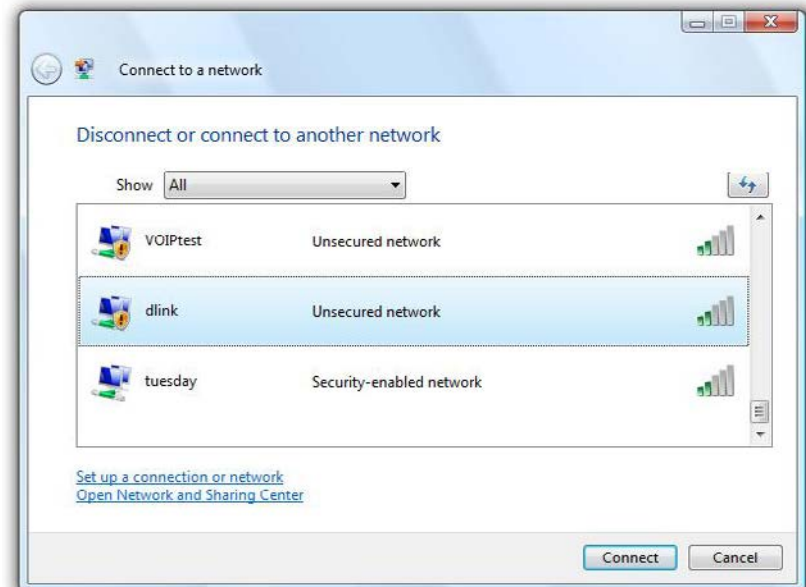 Connect to a network
Disconnect or connect to another network
Show All
VOIPtest Unsecured network
dlink Unsecured network
tuesday Security-enabled network
Set up a connection or network
Open Network and Sharing Center
Connect Cancel